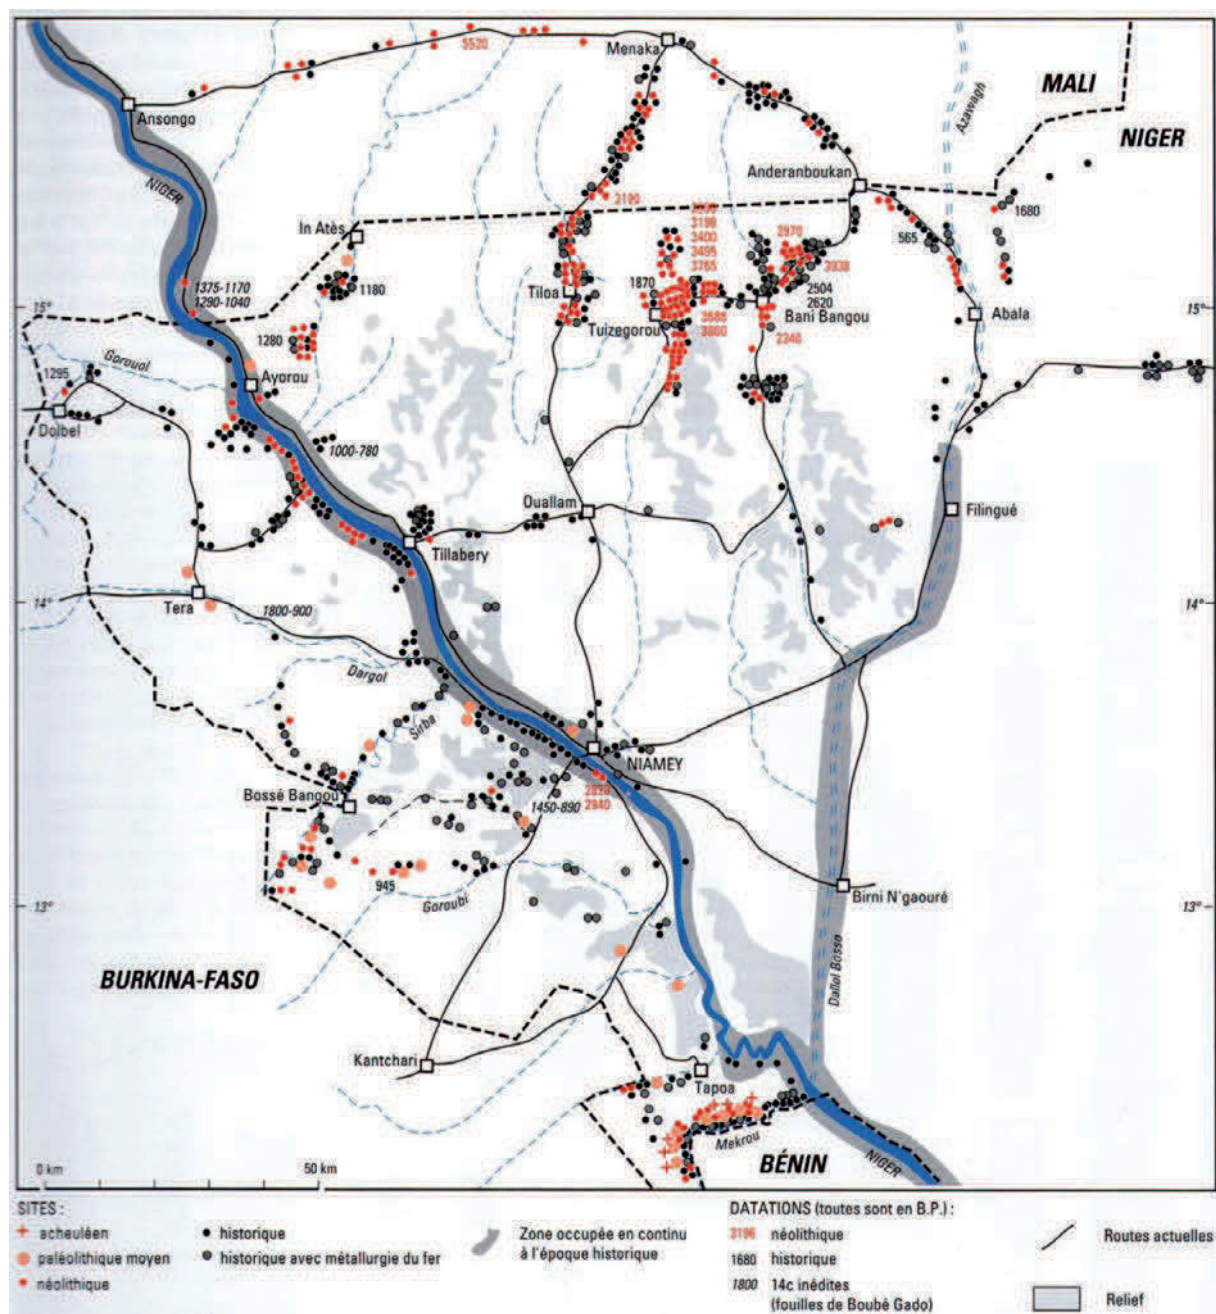 Menaka
5520
MALI
NIGER
Ansongo
NIGER
Azawagh
Anderanboukan
3190
1680
In Atès
3400
3495
3765
2970
565
1375-1170
1290-1040
1180
Tiloa
1870
2504
2620
Bani Bangou
Abala
15°
15°
Tuizegorou
2340
1280
Gorouol
1295
Ayorou
Dolbel
1000-780
Ouallam
Filingué
Tillabery
14°
14°
Tera
1800-900
Dargol
Sirba
NIAMEY
Bossé Bangou
1450-890
2940
945
Goroubi
Birni N'gaouré
13°
13°
BURKINA-FASO
Dallol Bosso
Kantchari
Tapoa
Mekrou
BÉNIN
NIGER
0 km
50 km
SITES :
acheuléen
paléolithique moyen
néolithique
historique
historique avec métallurgie du fer
Zone occupée en continu
à l'époque historique
DATATIONS (toutes sont en B.P.) :
3196 néolithique
1680 historique
1800 14c inédites
(fouilles de Boubé Gado)
Routes actuelles
Relief